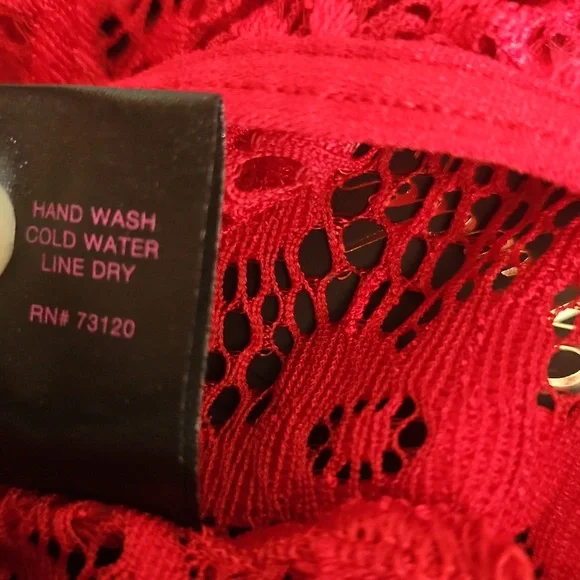 HAND WASH
COLD WATER
LINE DRY
RN# 73120